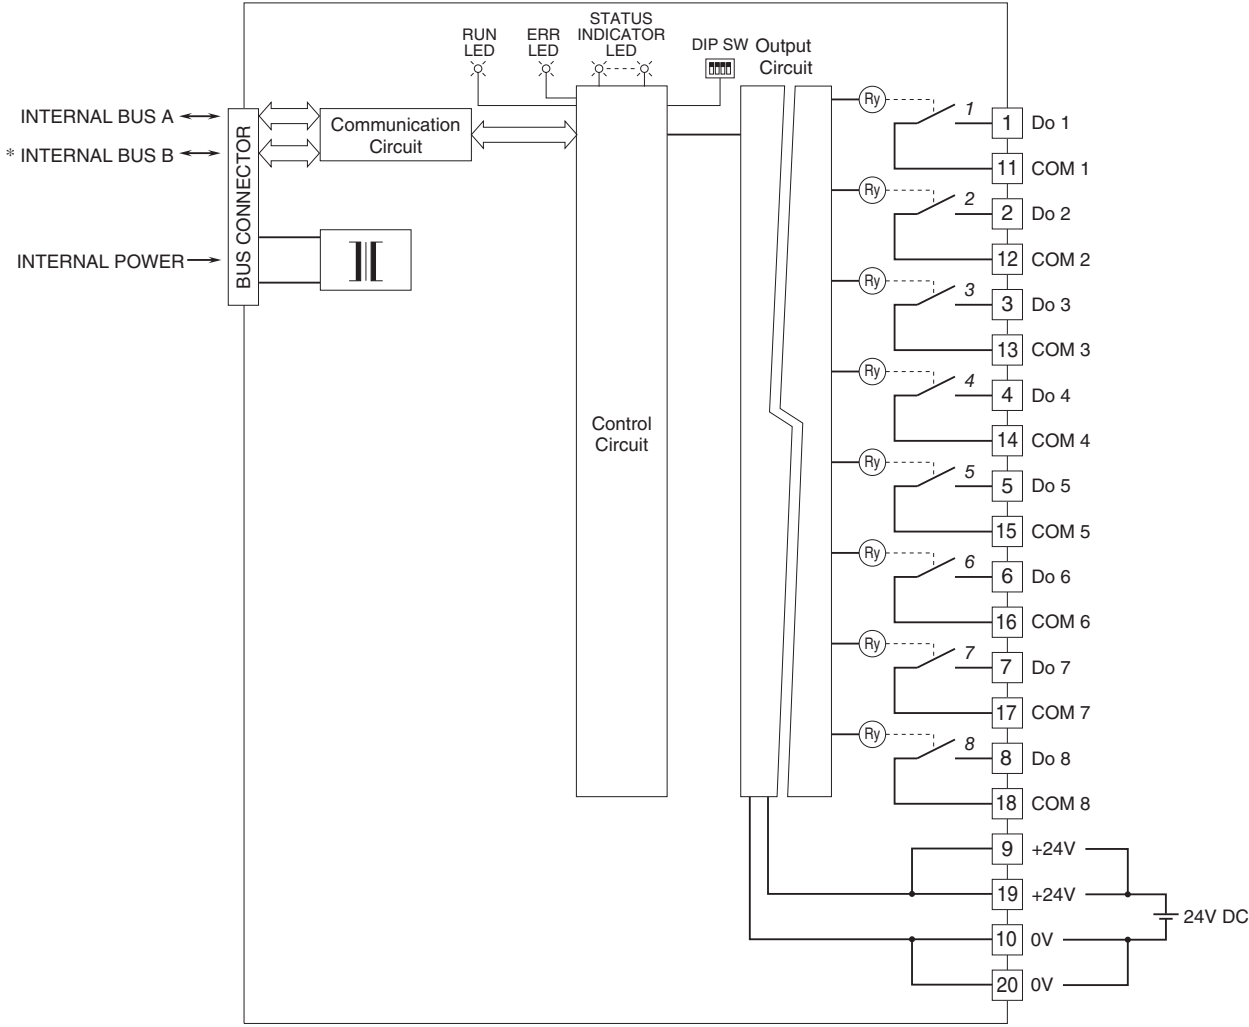 RUN
LED
ERR
LED
STATUS
INDICATOR
LED
DIP SW
Output
Circuit
INTERNAL BUS A
* INTERNAL BUS B
INTERNAL POWER
BUS CONNECTOR
Communication
Circuit
Control
Circuit
Ry
1
1 Do 1
11 COM 1
Ry
2
2 Do 2
12 COM 2
Ry
3
3 Do 3
13 COM 3
Ry
4
4 Do 4
14 COM 4
Ry
5
5 Do 5
15 COM 5
Ry
6
6 Do 6
16 COM 6
Ry
7
7 Do 7
17 COM 7
Ry
8
8 Do 8
18 COM 8
9 +24V
19 +24V
24V DC
10 0V
20 0V